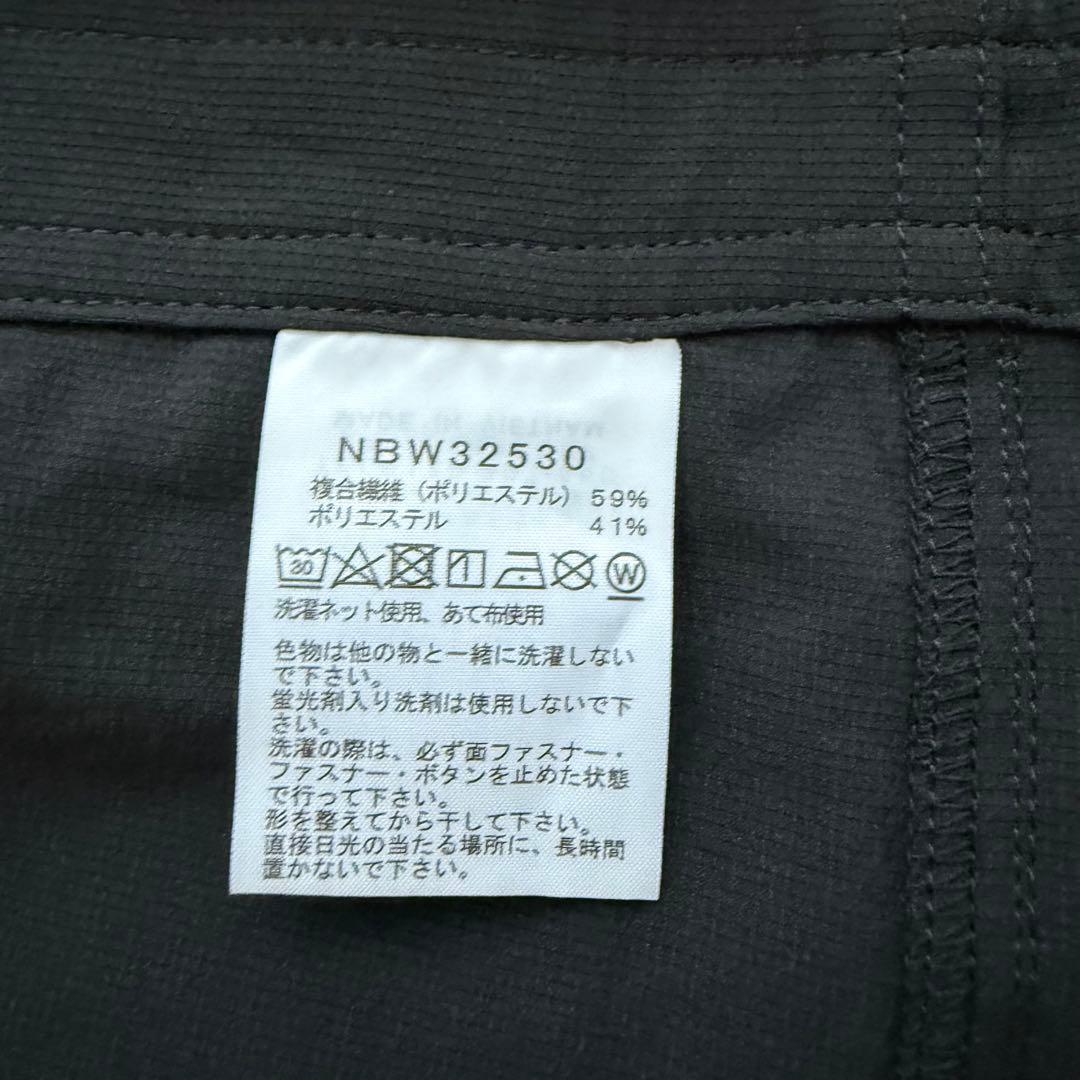 NBW32530
複合繊維（ポリエステル）59%
ポリエステル 41%
30 W
洗濯ネット使用、あて布使用
色物は他の物と一緒に洗濯しない
で下さい。
蛍光剤入り洗剤は使用しないで下
さい。
洗濯の際は、必ず面ファスナー・
ファスナー・ボタンを止めた状態
で行って下さい。
形を整えてから干して下さい。
直接日光の当たる場所に、長時間
置かないで下さい。